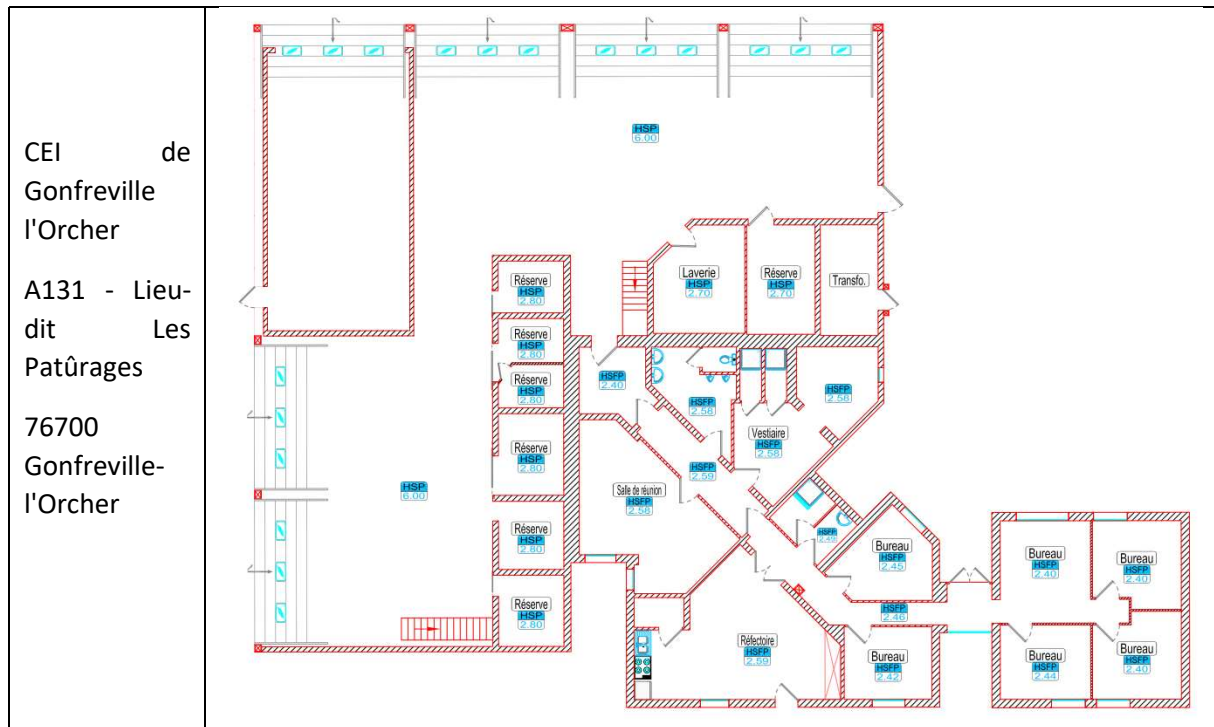 CEI de
Gonfreville
l'Orcher
A131 - Lieu-
dit Les
Patûrages
76700
Gonfreville-
l'Orcher
HSP
6.00
Laverie
HSP
2.70
Réserve
HSP
2.70
Transfo.
Réserve
HSP
2.80
Réserve
HSP
2.80
Réserve
HSP
2.80
Réserve
HSP
2.80
Réserve
HSP
2.80
Réserve
HSP
2.80
HSP
6.00
HSFP
2.40
HSFP
2.58
HSFP
2.58
Vestiaire
HSFP
2.58
HSFP
2.59
Salle de réunion
HSFP
2.58
HSFP
Bureau
HSFP
2.45
HSFP
2.46
Bureau
HSFP
2.40
Bureau
HSFP
2.40
Réfectoire
HSFP
2.59
Bureau
HSFP
2.42
Bureau
HSFP
2.44
Bureau
HSFP
2.40